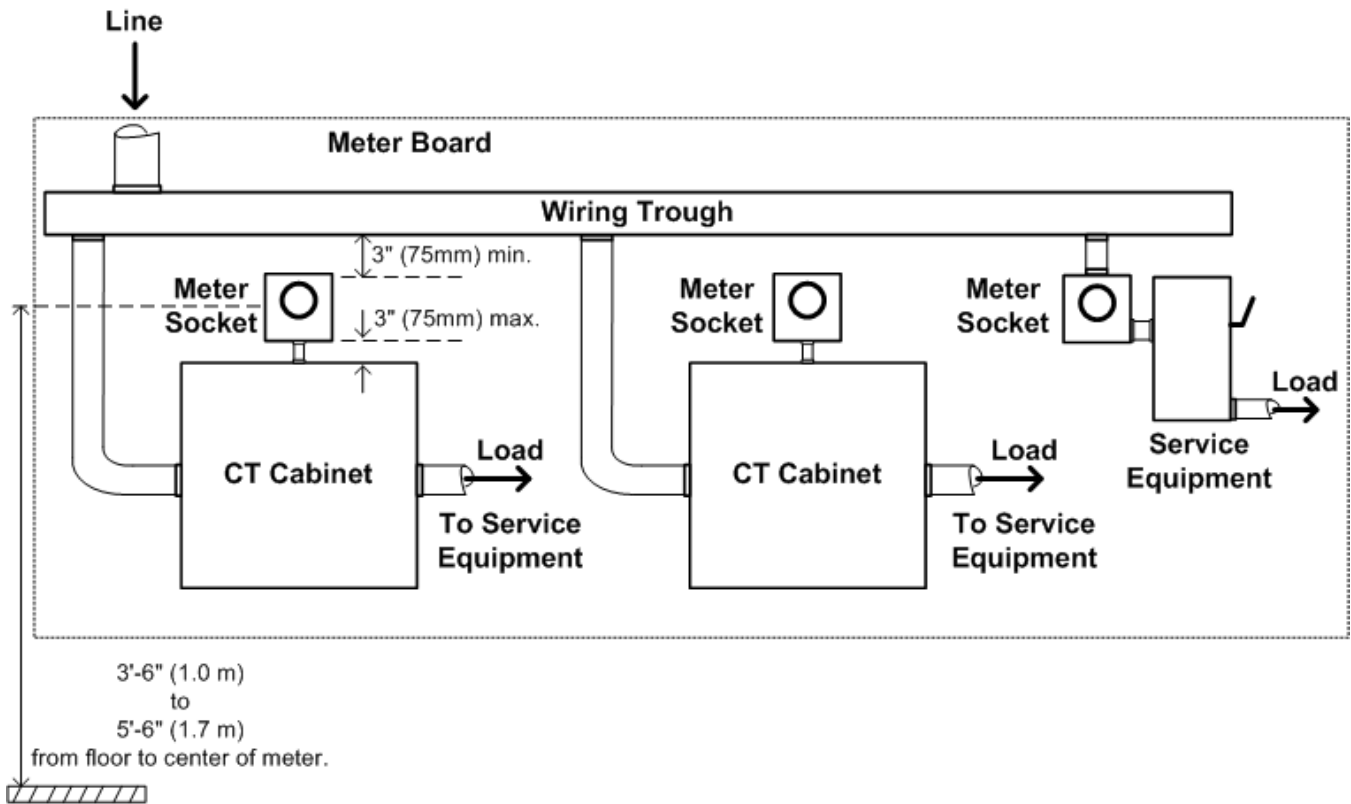 Line
Meter Board
Wiring Trough
3" (75mm) min.
Meter
Socket
3" (75mm) max.
Meter
Socket
Meter
Socket
Load
CT Cabinet
Load
To Service
Equipment
CT Cabinet
Load
To Service
Equipment
Service
Equipment
3'-6" (1.0 m)
to
5'-6" (1.7 m)
from floor to center of meter.